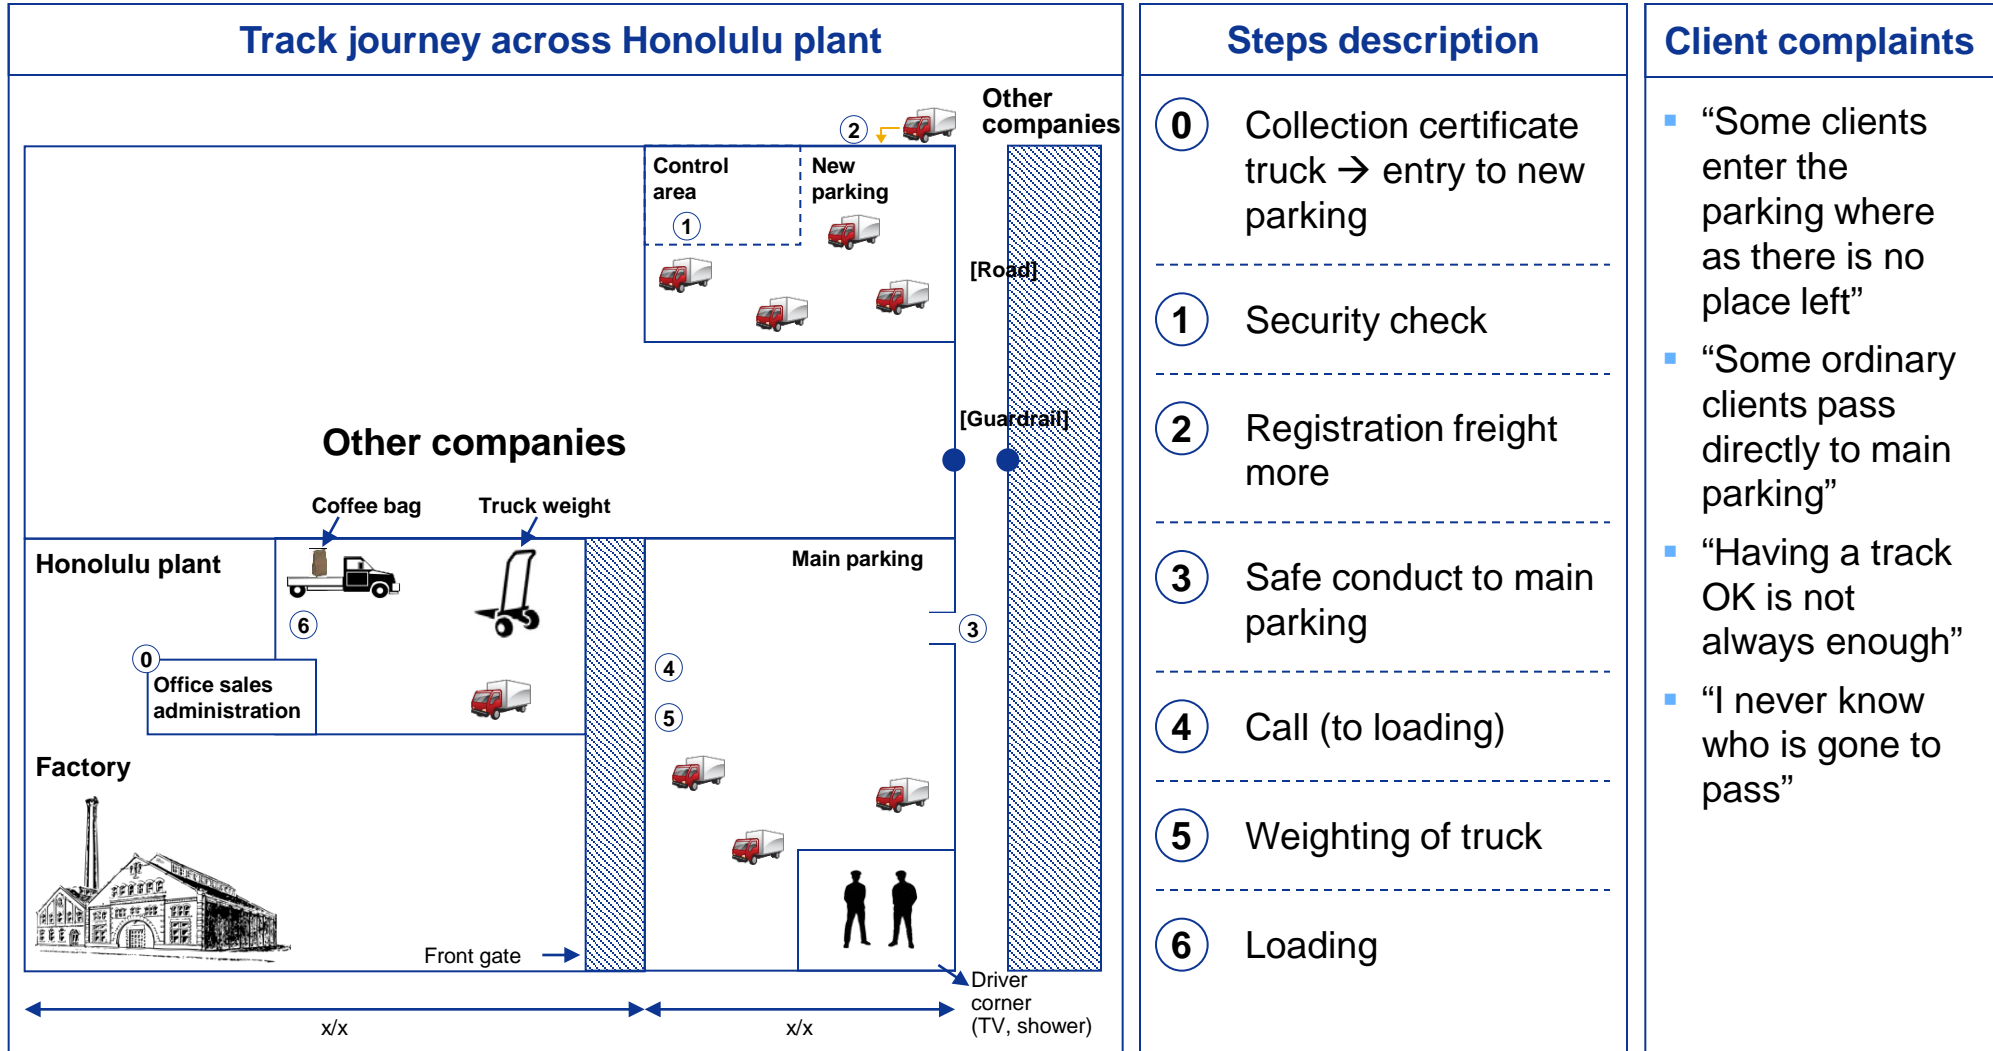 Track journey across Honolulu plant
Other
companies
2
Control
area
New
parking
1
[Road]
[Guardrail]
Other companies
Coffee bag
Truck weight
Honolulu plant
Main parking
6
3
0
4
Office sales
administration
5
Factory
Front gate
Driver
corner
(TV, shower)
x/x
x/x
Steps description
0
Collection certificate
truck → entry to new
parking
1
Security check
2
Registration freight
more
3
Safe conduct to main
parking
4
Call (to loading)
5
Weighting of truck
6
Loading
Client complaints
▪ “Some clients
enter the
parking where
as there is no
place left”
▪ “Some ordinary
clients pass
directly to main
parking”
▪ “Having a track
OK is not
always enough”
▪ “I never know
who is gone to
pass”